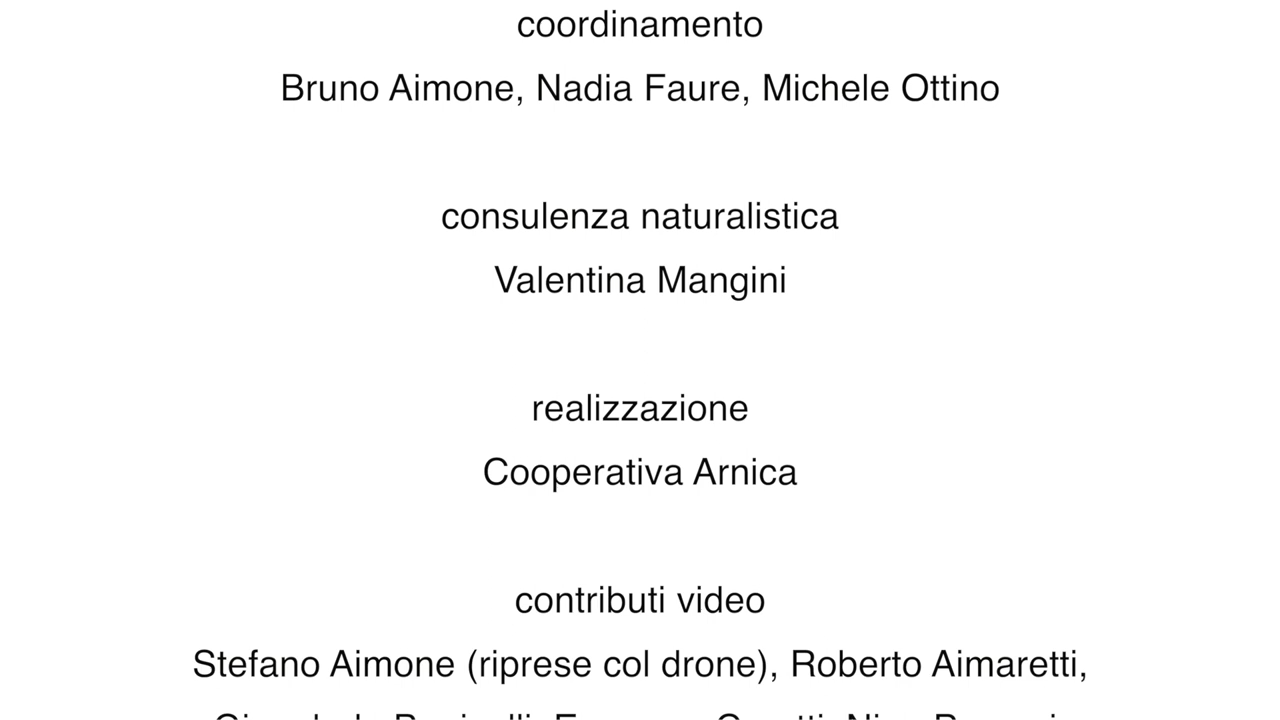 coordinamento
Bruno Aimone, Nadia Faure, Michele Ottino
consulenza naturalistica
Valentina Mangini
realizzazione
Cooperativa Arnica
contributi video
Stefano Aimone (riprese col drone), Roberto Aimaretti,